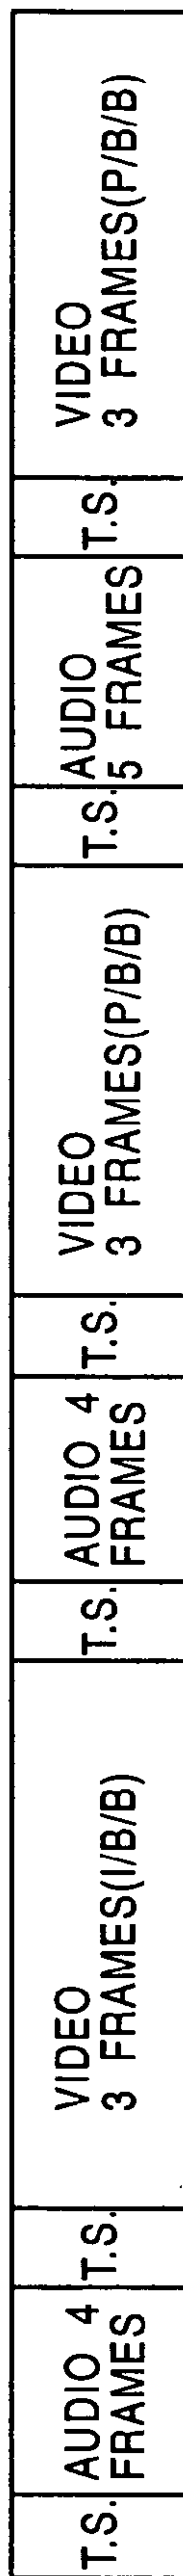 T.S.
AUDIO 4
FRAMES
T.S.
VIDEO
3 FRAMES(I/B/B)
T.S.
AUDIO 4
FRAMES
T.S.
VIDEO
3 FRAMES(P/B/B)
T.S.
AUDIO
5 FRAMES
T.S.
VIDEO
3 FRAMES(P/B/B)